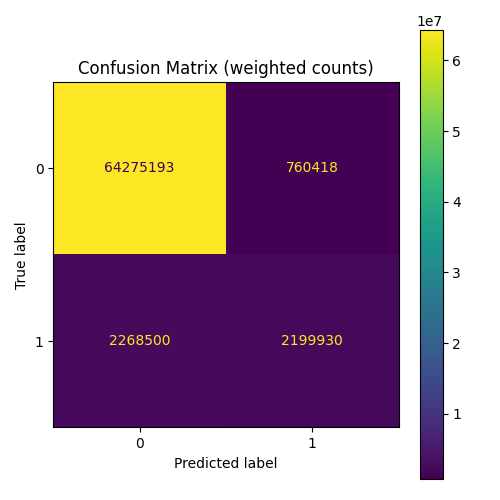 1e7
Confusion Matrix (weighted counts)
6
64275193 760418
0
5
4
True label
3
2268500 2199930
1
2
1
0 1
Predicted label